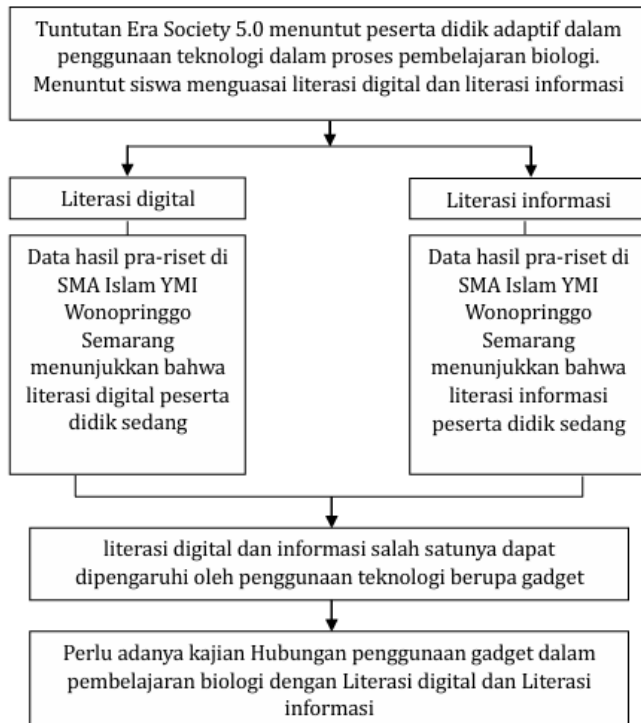 Tuntutan Era Society 5.0 menuntut peserta didik adaptif dalam
penggunaan teknologi dalam proses pembelajaran biologi.
Menuntut siswa menguasai literasi digital dan literasi informasi
Literasi digital
Data hasil pra-riset di
SMA Islam YMI
Wonopringgo
Semarang
menunjukkan bahwa
literasi digital peserta
didik sedang
Literasi informasi
Data hasil pra-riset di
SMA Islam YMI
Wonopringgo
Semarang
menunjukkan bahwa
literasi informasi
peserta didik sedang
literasi digital dan informasi salah satunya dapat
dipengaruhi oleh penggunaan teknologi berupa gadget
Perlu adanya kajian Hubungan penggunaan gadget dalam
pembelajaran biologi dengan Literasi digital dan Literasi
informasi